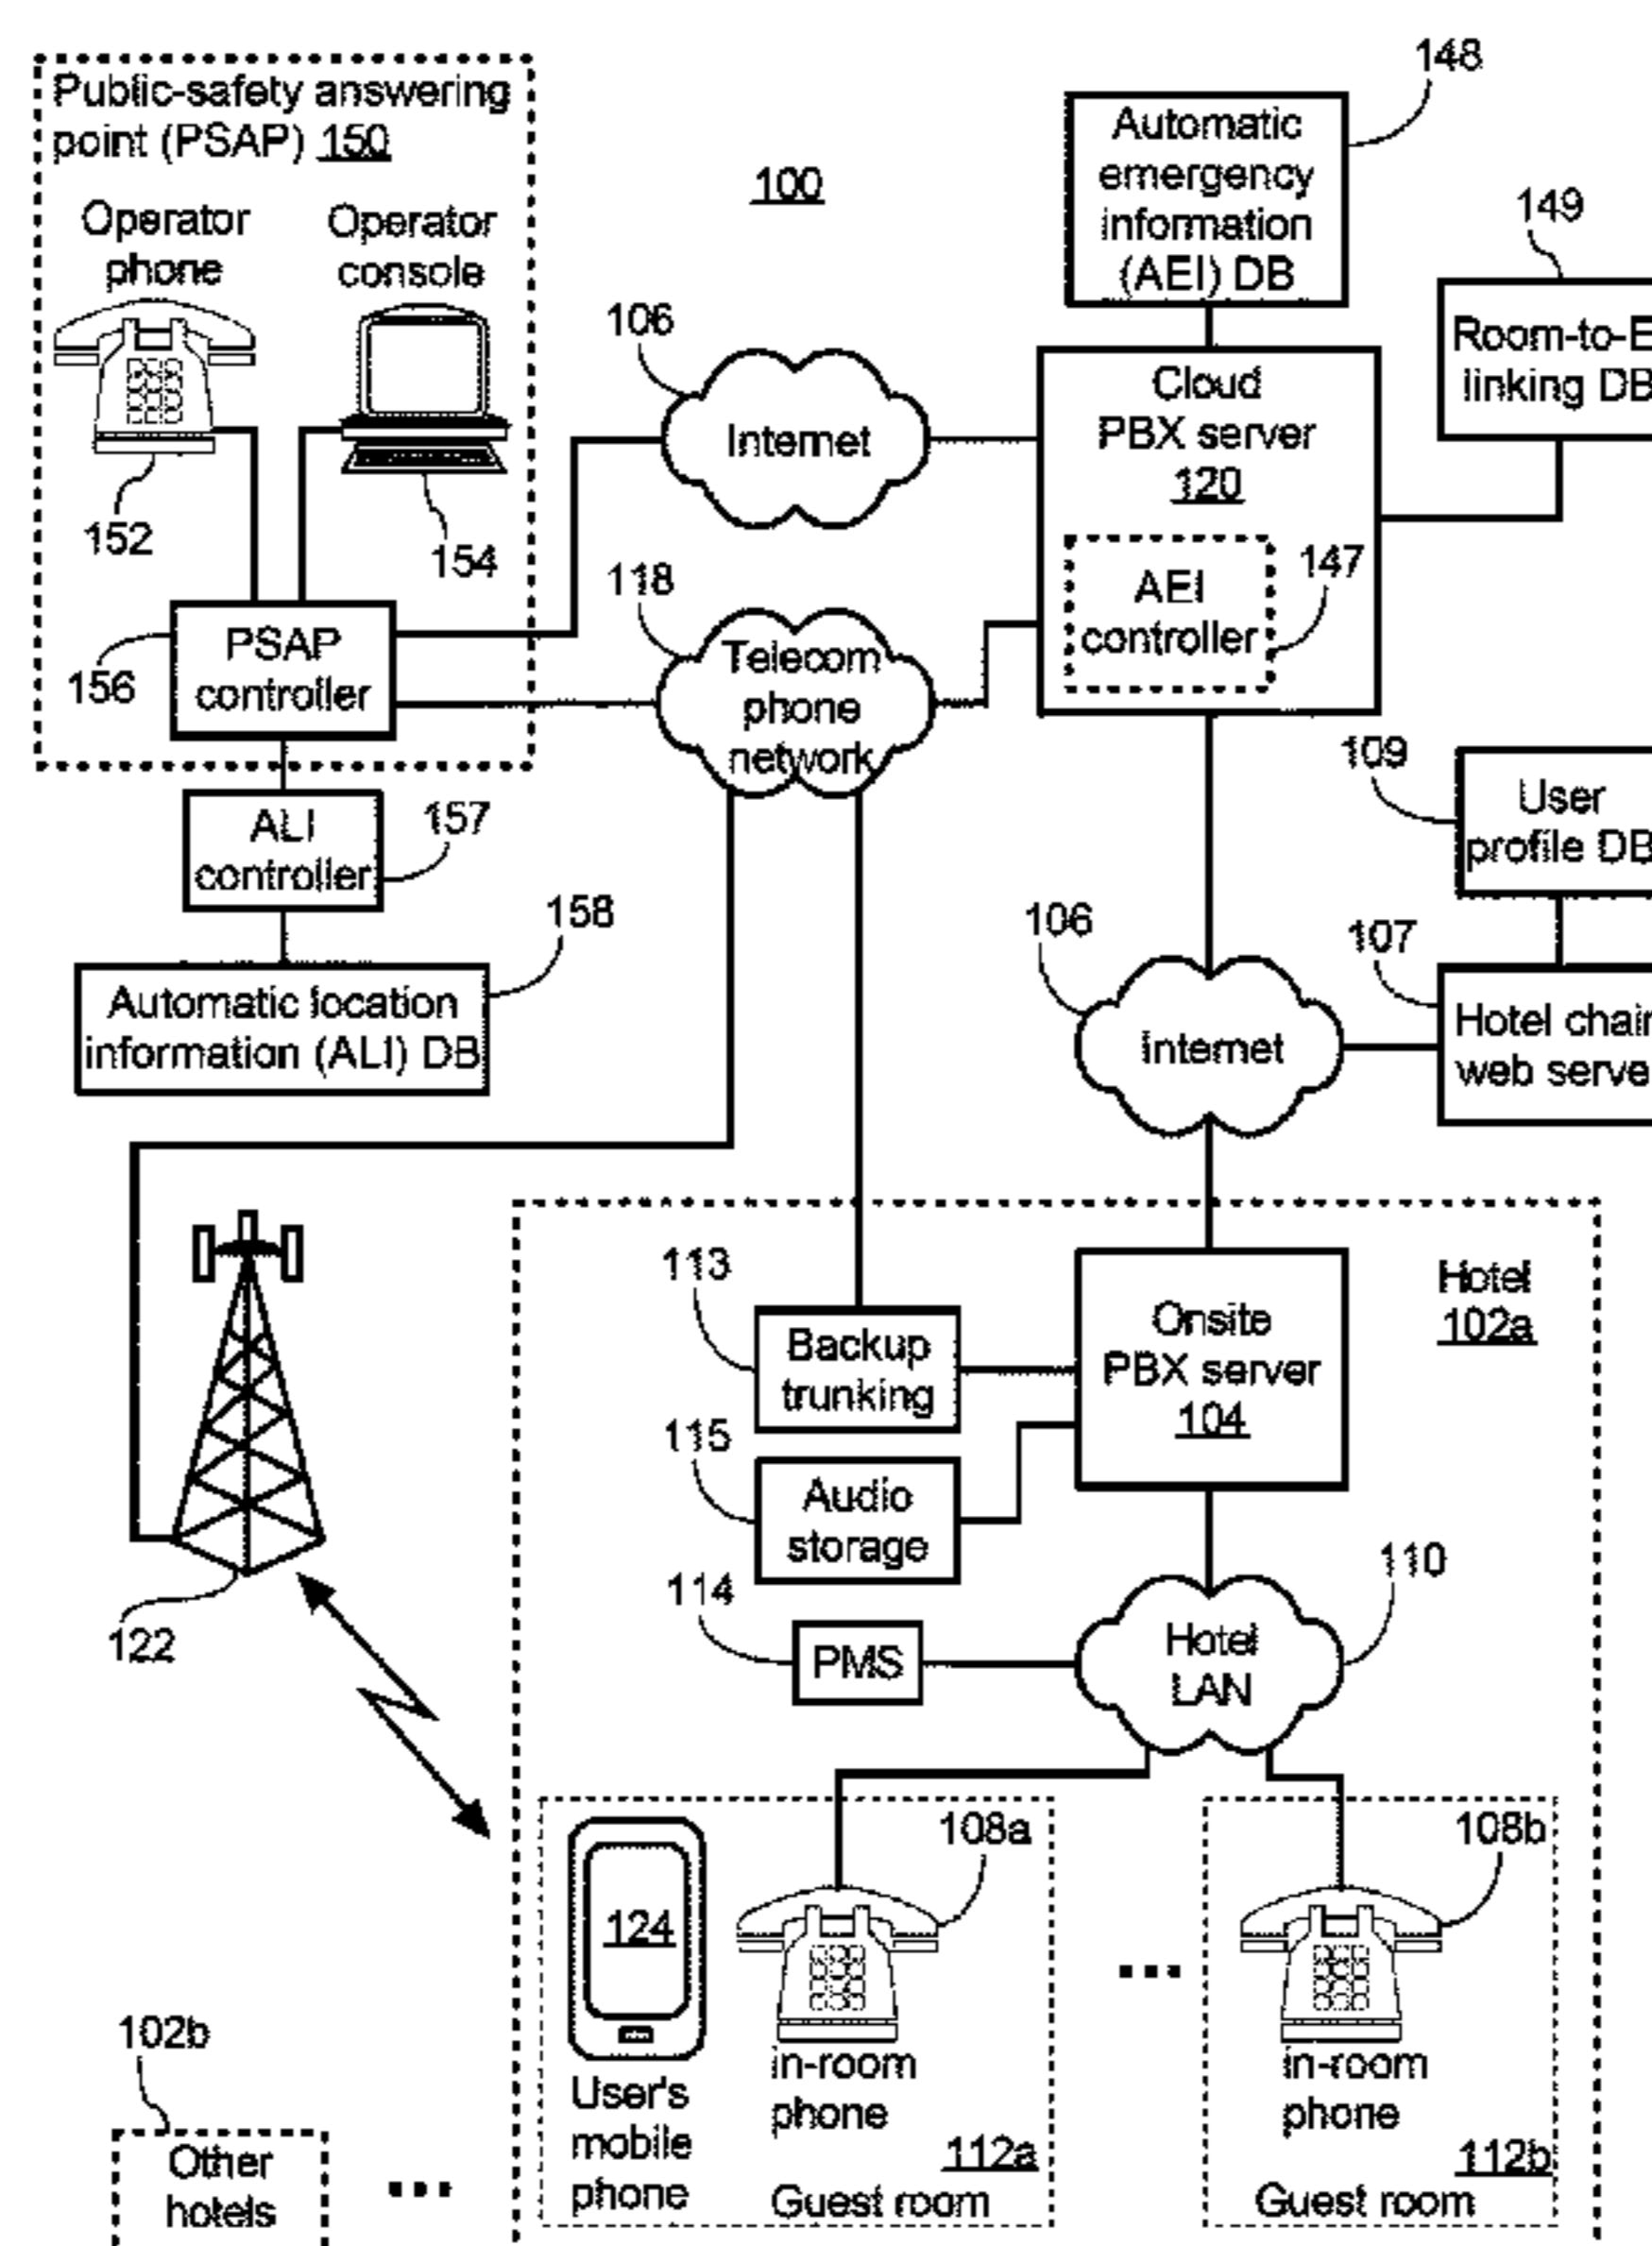 Public-safety answering
point (PSAP) 150
Operator
phone
Operator
console
152
154
PSAP
controller
156
ALI
controller
157
158
Automatic location
information (ALI) DB
100
106
Internet
118
Telecom
phone
network
148
Automatic
emergency
information
(AEI) DB
149
Room-to-E
linking DB
Cloud
PBX server
120
AEI
controller
147
109
User
profile DB
107
Hotel chain
web serve
106
Internet
122
Hotel
102a
113
Backup
trunking
Onsite
PBX server
104
115
Audio
storage
114
PMS
110
Hotel
LAN
124
User's
mobile
phone
108a
In-room
phone
112a
Guest room
...
108b
In-room
phone
112b
Guest room
102b
Other
hotels
...